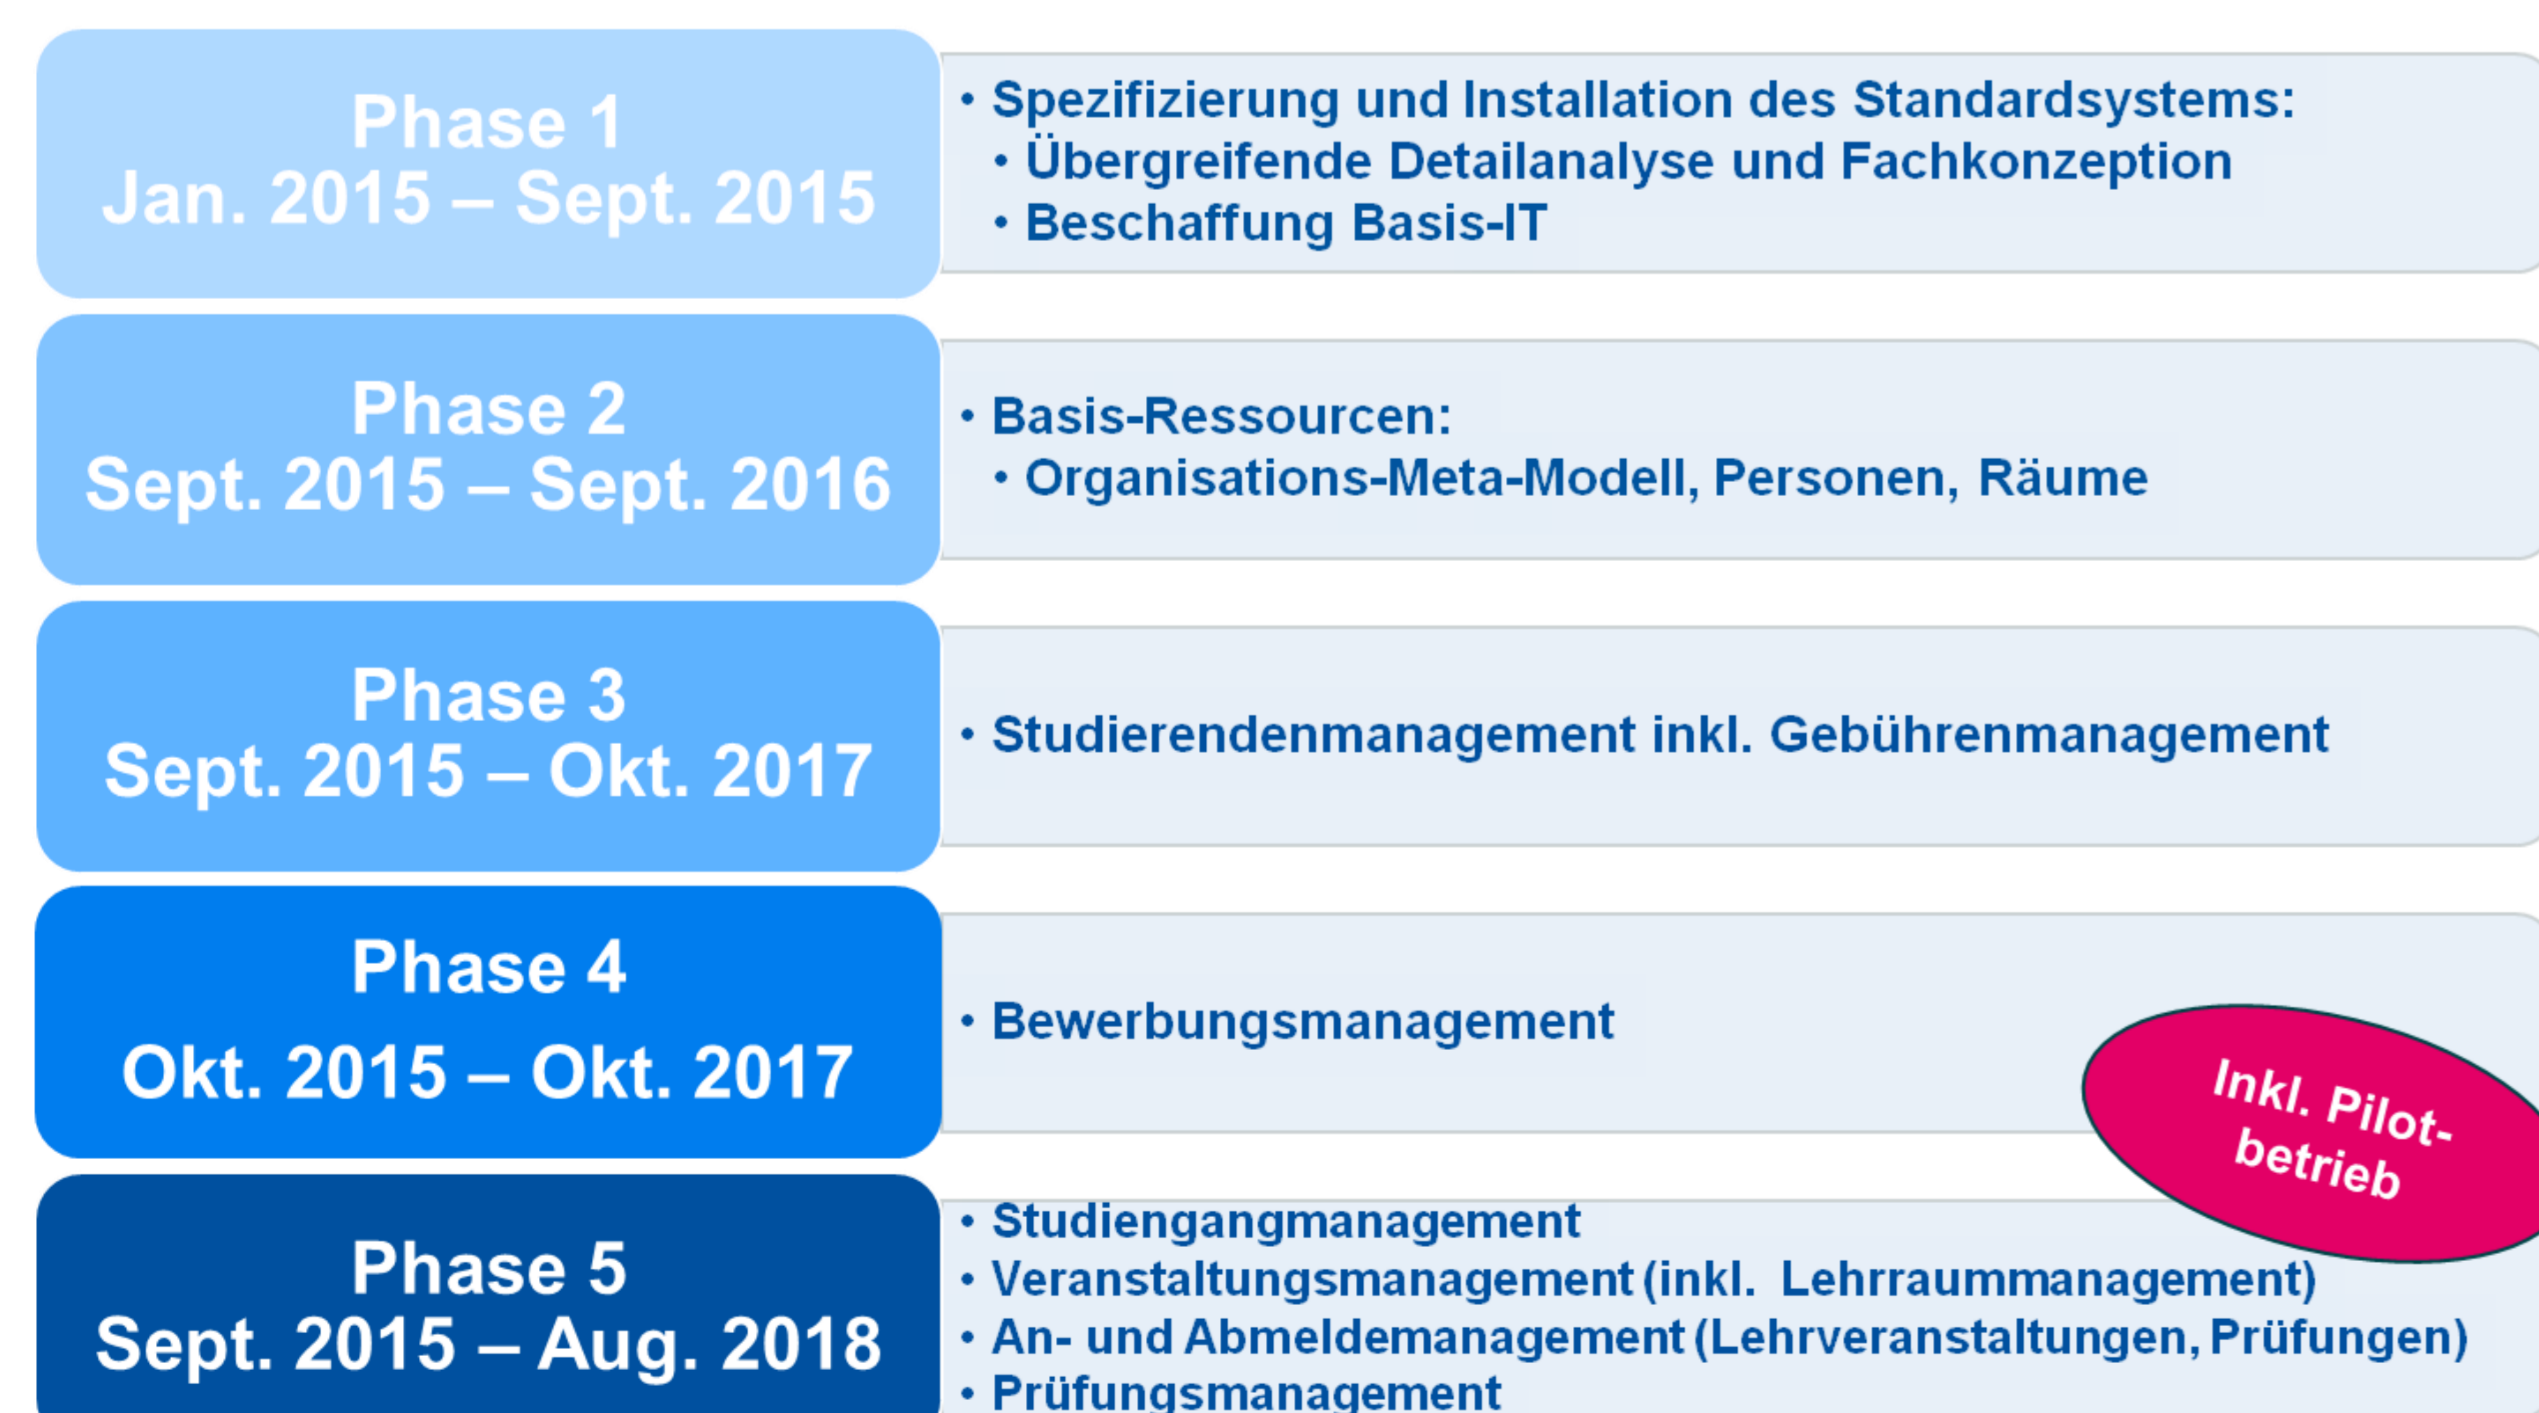 Phase 1
Jan. 2015 – Sept. 2015
• Spezifizierung und Installation des Standardsystems:
• Übergreifende Detailanalyse und Fachkonzeption
• Beschaffung Basis-IT
Phase 2
Sept. 2015 – Sept. 2016
• Basis-Ressourcen:
• Organisations-Meta-Modell, Personen, Räume
Phase 3
Sept. 2015 – Okt. 2017
• Studierendenmanagement inkl. Gebührenmanagement
Phase 4
Okt. 2015 – Okt. 2017
• Bewerbungsmanagement
Inkl. Pilot-
betrieb
Phase 5
Sept. 2015 – Aug. 2018
• Studiengangmanagement
• Veranstaltungsmanagement (inkl. Lehrraummanagement)
• An- und Abmeldemanagement (Lehrveranstaltungen, Prüfungen)
• Prüfungsmanagement